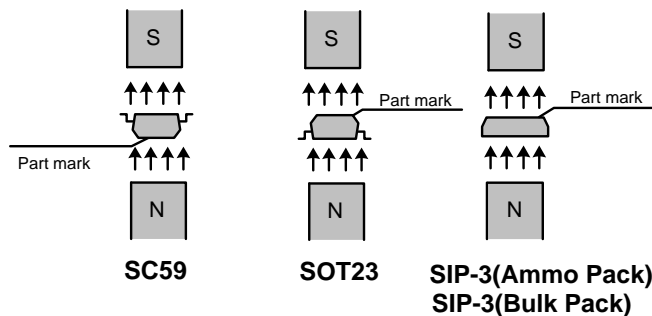 S
S
S
Part mark
Part mark
Part mark
N
N
N
SC59
SOT23
SIP-3(Ammo Pack)
SIP-3(Bulk Pack)